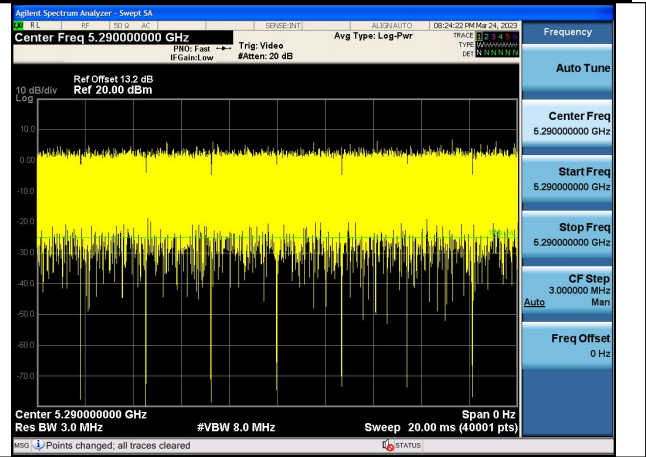 Agilent Spectrum Analyzer - Swept SA
RL RF 50 Ω AC SENSE:INT ALIGN AUTO 08:24:22 PM Mar 24, 2023
Center Freq 5.290000000 GHz
PNO: Fast
IFGain:Low
Trig: Video
#Atten: 20 dB
Avg Type: Log-Pwr
TRACE 1 2 3 4 5 6
TYPE
DET N N N N N N
Ref Offset 13.2 dB
10 dB/div Ref 20.00 dBm
Log
10.0
0.00
-10.0
-20.0
-30.0
-40.0
-50.0
-60.0
-70.0
Center 5.290000000 GHz Span 0 Hz
Res BW 3.0 MHz #VBW 8.0 MHz Sweep 20.00 ms (40001 pts)
MSG Points changed; all traces cleared STATUS
Frequency
Auto Tune
Center Freq
5.290000000 GHz
Start Freq
5.290000000 GHz
Stop Freq
5.290000000 GHz
CF Step
3.000000 MHz
Auto Man
Freq Offset
0 Hz